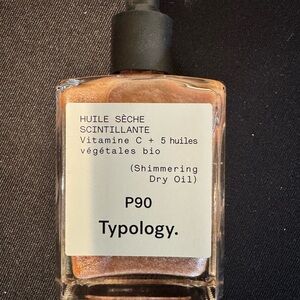 HUILE SÈCHE
SCINTILLANTE
Vitamine C + 5 huiles
végétales bio
(Shimmering
Dry Oil)
P90
Typology.